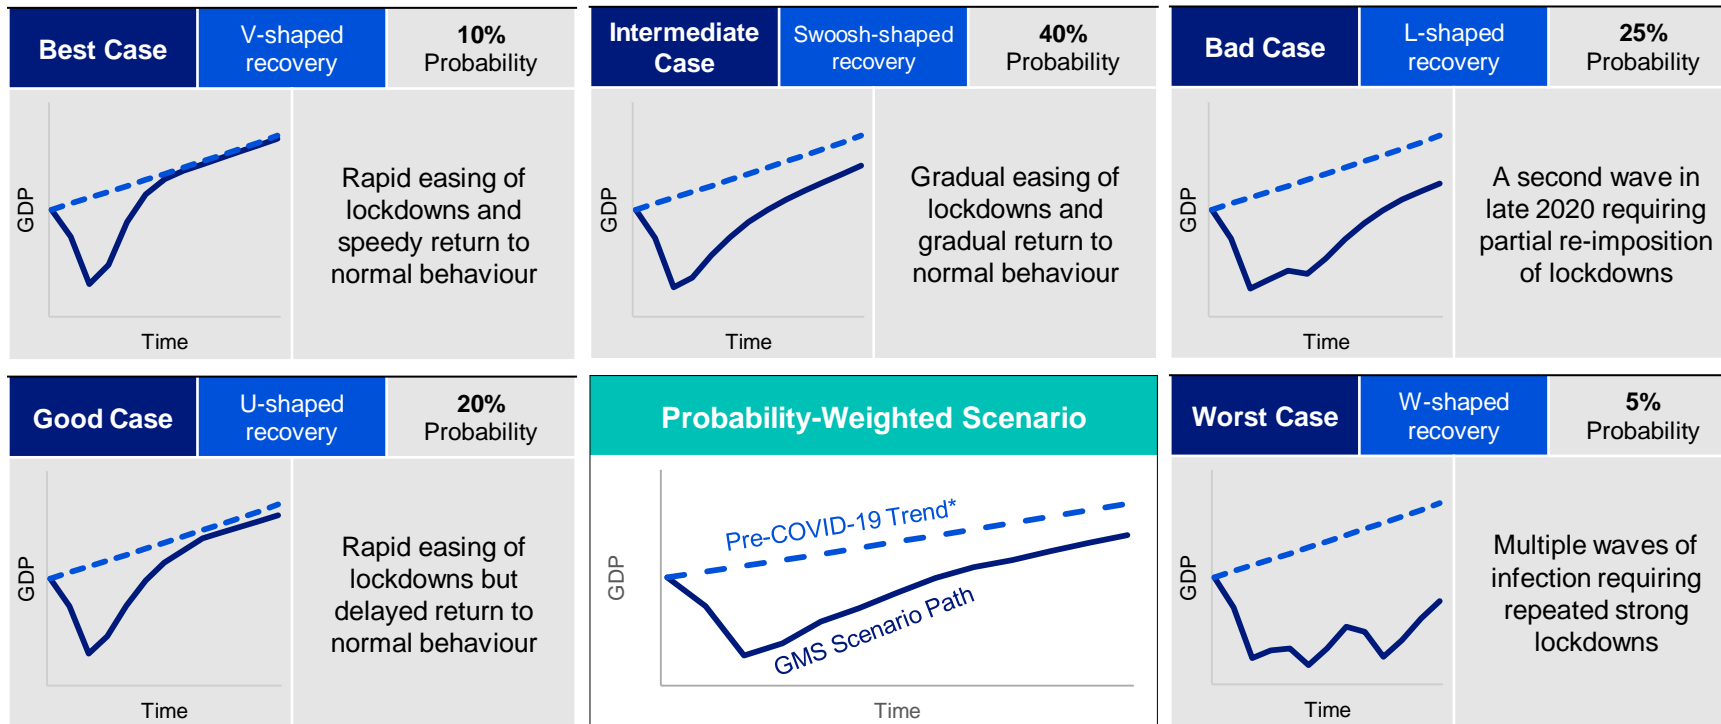 Best Case
V-shaped
recovery
10%
Probability
GDP
Time
Rapid easing of
lockdowns and
speedy return to
normal behaviour
Intermediate
Case
Swoosh-shaped
recovery
40%
Probability
GDP
Time
Gradual easing of
lockdowns and
gradual return to
normal behaviour
Bad Case
L-shaped
recovery
25%
Probability
GDP
Time
A second wave in
late 2020 requiring
partial re-imposition
of lockdowns
Good Case
U-shaped
recovery
20%
Probability
GDP
Time
Rapid easing of
lockdowns but
delayed return to
normal behaviour
Probability-Weighted Scenario
Pre-COVID-19 Trend*
GMS Scenario Path
GDP
Time
Worst Case
W-shaped
recovery
5%
Probability
GDP
Time
Multiple waves of
infection requiring
repeated strong
lockdowns